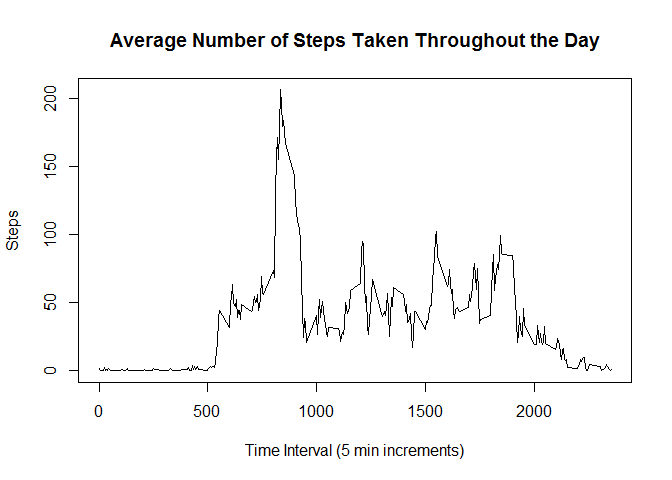 Average Number of Steps Taken Throughout the Day
Steps
200
150
100
50
0
0 500 1000 1500 2000
Time Interval (5 min increments)